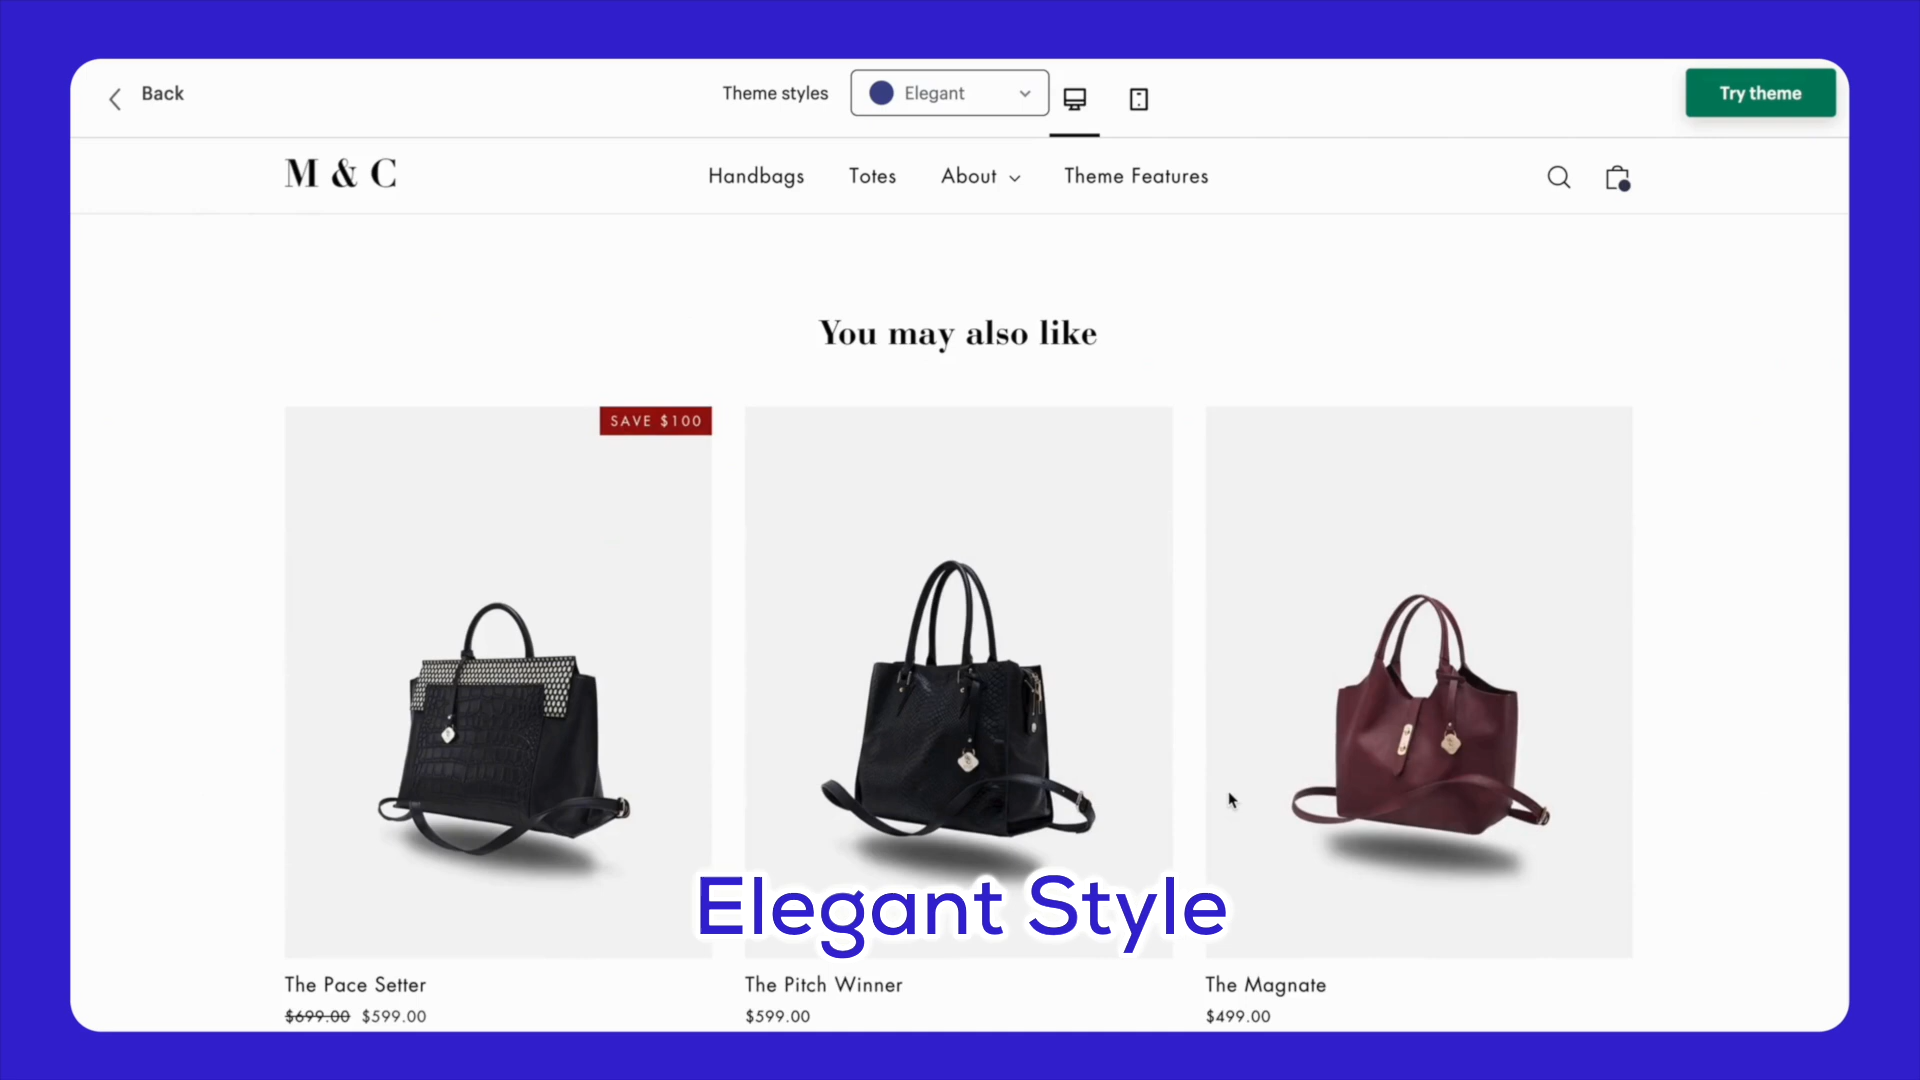 Back
Theme styles
Elegant
Try theme
M & C
Handbags
Totes
About
Theme Features
You may also like
SAVE $100
Elegant Style
The Pace Setter
$699.00 $599.00
The Pitch Winner
$599.00
The Magnate
$499.00